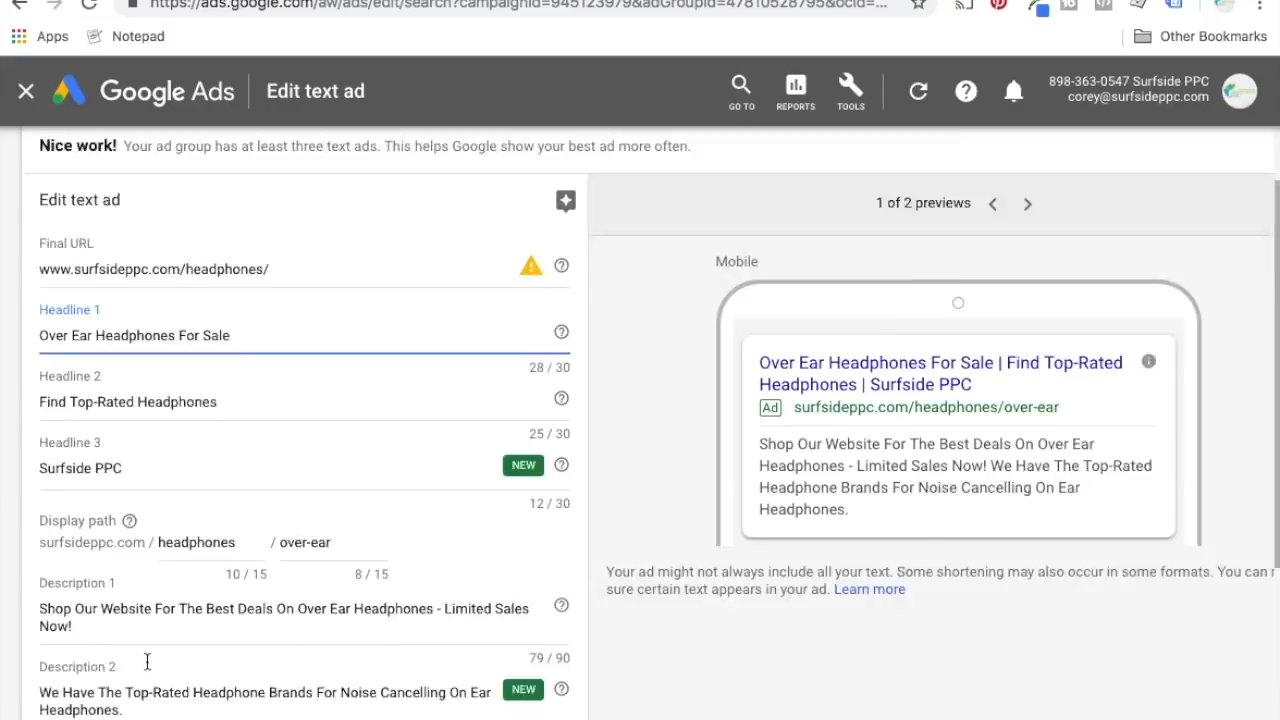 https://ads.google.com/aw/ads/edit/search?campaignId=945123979&adGroupId=47810528795&ocid=...
Apps
Notepad
Other Bookmarks
Google Ads
Edit text ad
GO TO
REPORTS
TOOLS
898-363-0547 Surfside PPC
corey@surfsideppc.com
Nice work! Your ad group has at least three text ads. This helps Google show your best ad more often.
Edit text ad
Final URL
www.surfsideppc.com/headphones/
Headline 1
Over Ear Headphones For Sale
28 / 30
Headline 2
Find Top-Rated Headphones
25 / 30
Headline 3
Surfside PPC
NEW
12 / 30
Display path
surfsideppc.com / headphones / over-ear
10 / 15
8 / 15
Description 1
Shop Our Website For The Best Deals On Over Ear Headphones - Limited Sales
Now!
79 / 90
Description 2
We Have The Top-Rated Headphone Brands For Noise Cancelling On Ear
Headphones.
NEW
1 of 2 previews
Mobile
Over Ear Headphones For Sale | Find Top-Rated
Headphones | Surfside PPC
Ad surfsideppc.com/headphones/over-ear
Shop Our Website For The Best Deals On Over Ear
Headphones - Limited Sales Now! We Have The Top-Rated
Headphone Brands For Noise Cancelling On Ear
Headphones.
Your ad might not always include all your text. Some shortening may also occur in some formats. You can
sure certain text appears in your ad. Learn more